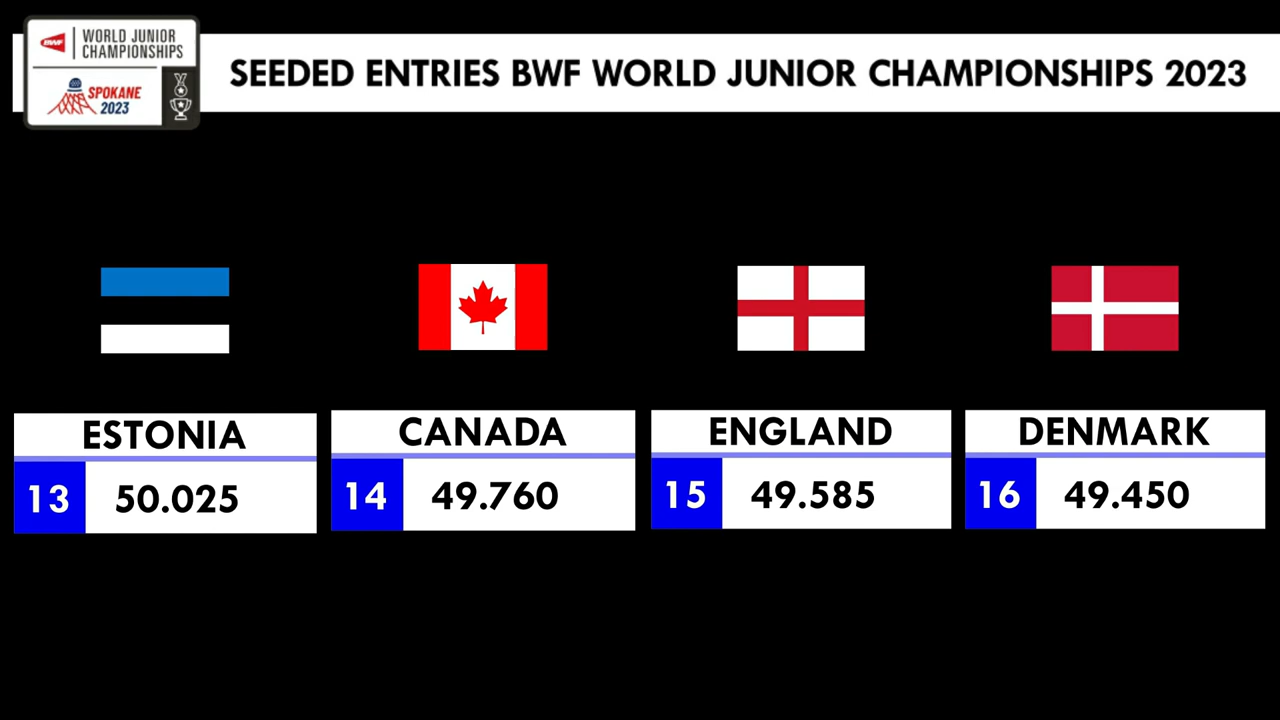 BWF
WORLD JUNIOR
CHAMPIONSHIPS
SPOKANE
2023
SEEDED ENTRIES BWF WORLD JUNIOR CHAMPIONSHIPS 2023
ESTONIA
13 50.025
CANADA
14 49.760
ENGLAND
15 49.585
DENMARK
16 49.450